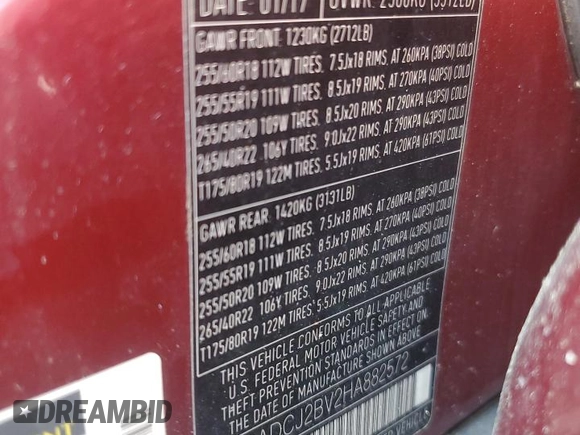 DATE: 01/17
GAWR FRONT: 1230KG (2712LB)
255/60R18 112W TIRES, 7.5Jx18 RIMS, AT 260KPA (38PSI) COLD
255/55R19 111W TIRES, 8.5Jx19 RIMS, AT 270KPA (40PSI) COLD
255/50R20 109W TIRES, 8.5Jx20 RIMS, AT 290KPA (43PSI) COLD
265/40R22 106Y TIRES, 9.0Jx22 RIMS, AT 290KPA (43PSI) COLD
T175/80R19 122M TIRES, 5.5Jx19 RIMS, AT 420KPA (61PSI) COLD
GAWR REAR: 1420KG (3131LB)
255/60R18 112W TIRES, 7.5Jx18 RIMS, AT 260KPA (38PSI) COLD
255/55R19 111W TIRES, 8.5Jx19 RIMS, AT 270KPA (40PSI) COLD
255/50R20 109W TIRES, 8.5Jx20 RIMS, AT 290KPA (43PSI) COLD
265/40R22 106Y TIRES, 9.0Jx22 RIMS, AT 290KPA (43PSI) COLD
T175/80R19 122M TIRES, 5.5Jx19 RIMS, AT 420KPA (61PSI) COLD
THIS VEHICLE CONFORMS TO ALL APPLICABLE
U.S. FEDERAL MOTOR VEHICLE SAFETY AND
THEFT PREVENTION STANDARDS IN EFFECT ON
ADCJ2BV2HA882572
VEHICLE
RIGHTS RESERVED
© EPICVIN.COM